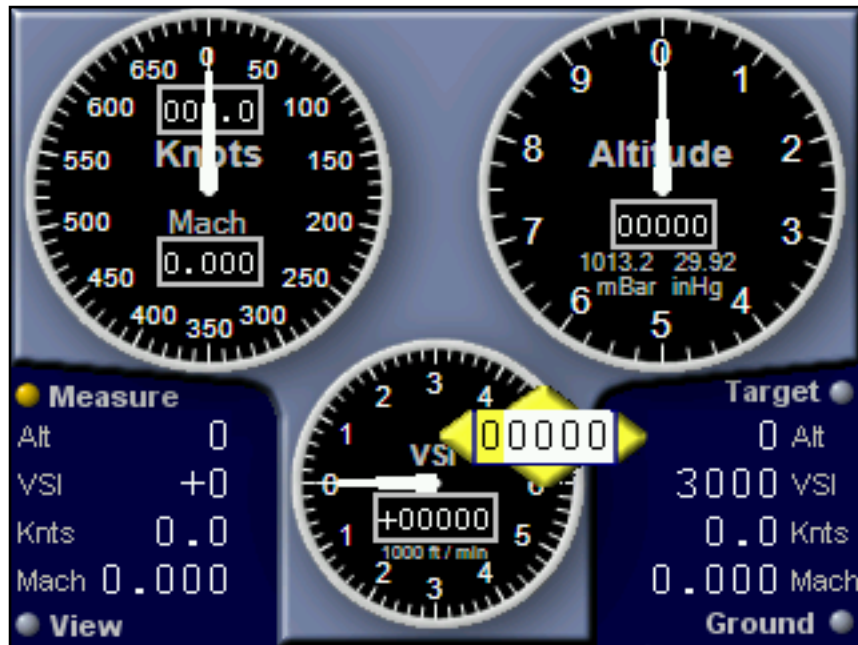 0
50
100
150
200
250
300
350
400
450
500
550
600
650
Knots
Mach
0.000
0
1
2
3
4
5
6
7
8
9
Altitude
00000
1013.2 29.92
mBar inHg
Measure
Alt 0
VSI +0
Knts 0.0
Mach 0.000
View
0
1
2
3
4
1
2
3
4
5
6
VSI
00000
+00000
1000 ft / min
Target
0 Alt
3000 VSI
0.0 Knts
0.000 Mach
Ground